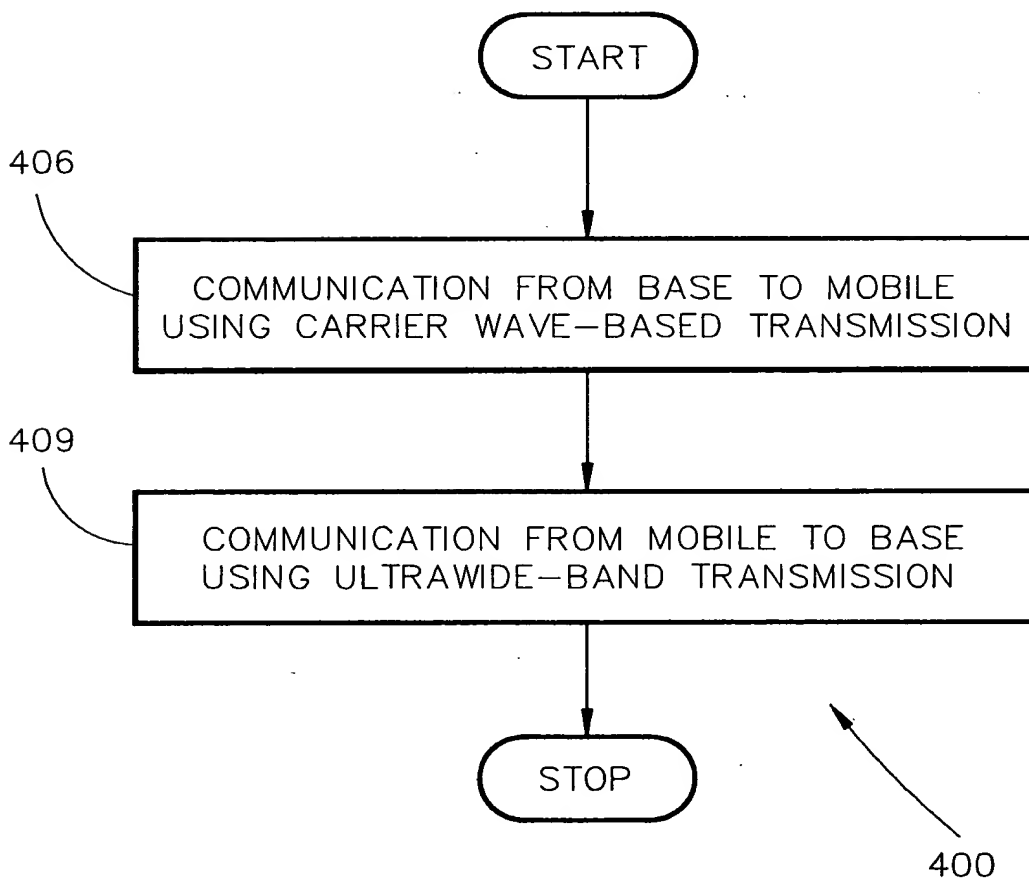 START
406
COMMUNICATION FROM BASE TO MOBILE
USING CARRIER WAVE-BASED TRANSMISSION
409
COMMUNICATION FROM MOBILE TO BASE
USING ULTRAWIDE-BAND TRANSMISSION
STOP
400